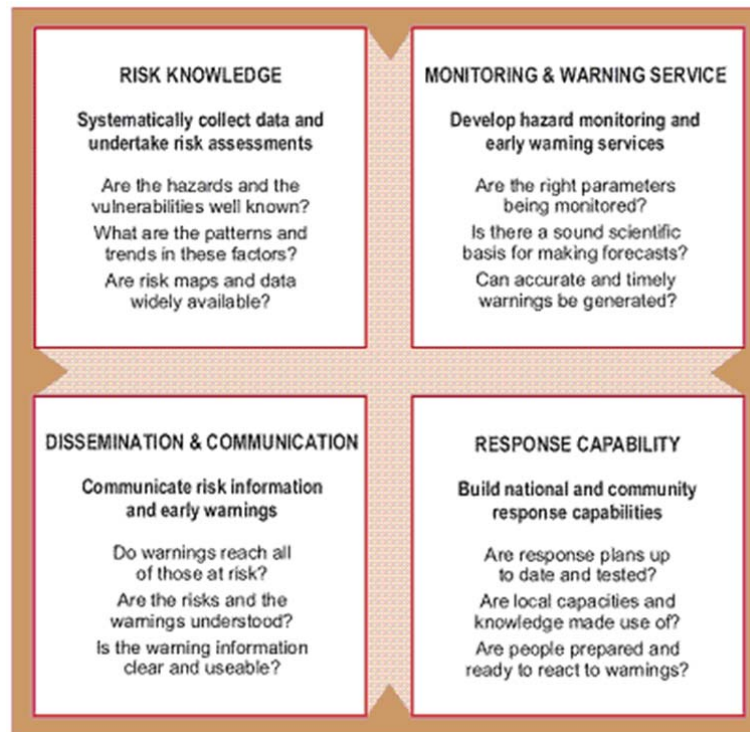 RISK KNOWLEDGE
Systematically collect data and
undertake risk assessments
Are the hazards and the
vulnerabilities well known?
What are the patterns and
trends in these factors?
Are risk maps and data
widely available?
MONITORING & WARNING SERVICE
Develop hazard monitoring and
early warning services
Are the right parameters
being monitored?
Is there a sound scientific
basis for making forecasts?
Can accurate and timely
warnings be generated?
DISSEMINATION & COMMUNICATION
Communicate risk information
and early warnings
Do warnings reach all
of those at risk?
Are the risks and the
warnings understood?
Is the warning information
clear and useable?
RESPONSE CAPABILITY
Build national and community
response capabilities
Are response plans up
to date and tested?
Are local capacities and
knowledge made use of?
Are people prepared and
ready to react to warnings?